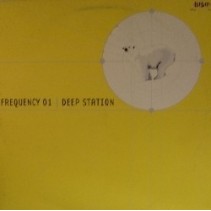 FREQUENCY 01 | DEEP STATION